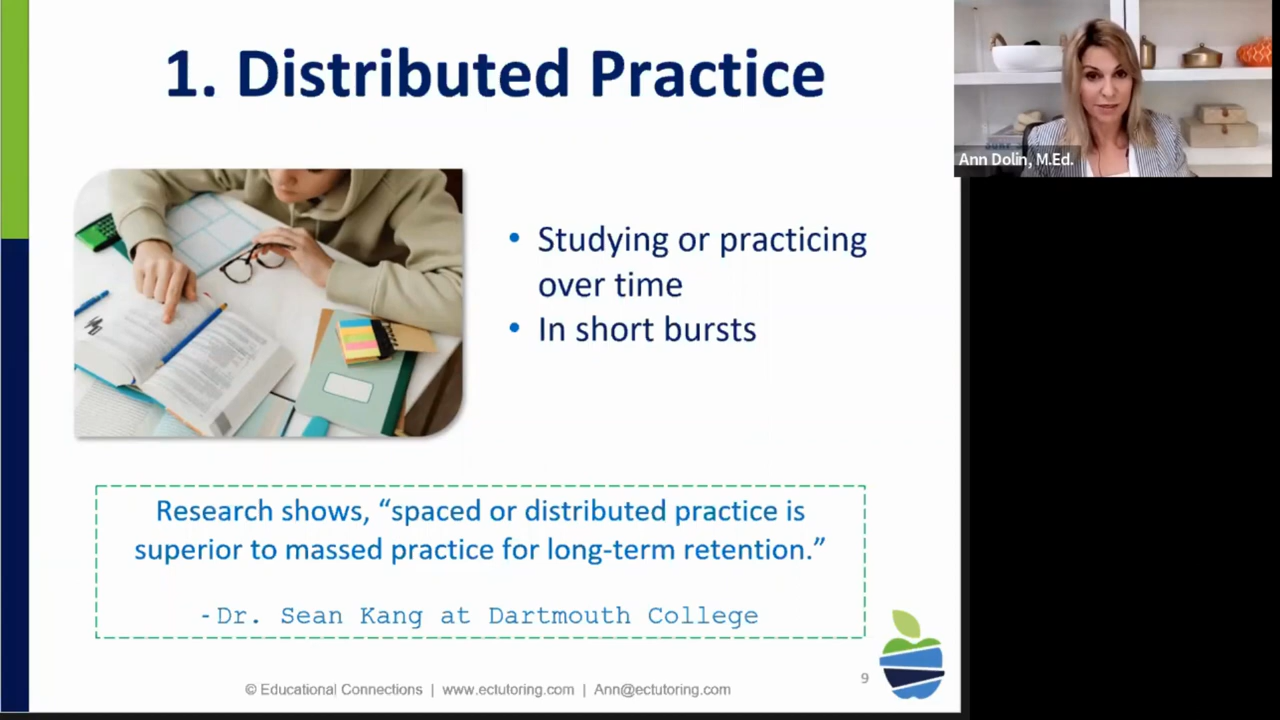 1. Distributed Practice
Ann Dolin, M.Ed.
• Studying or practicing
over time
• In short bursts
Research shows, “spaced or distributed practice is
superior to massed practice for long-term retention.”
- Dr. Sean Kang at Dartmouth College
9
© Educational Connections | www.ectutoring.com | Ann@ectutoring.com